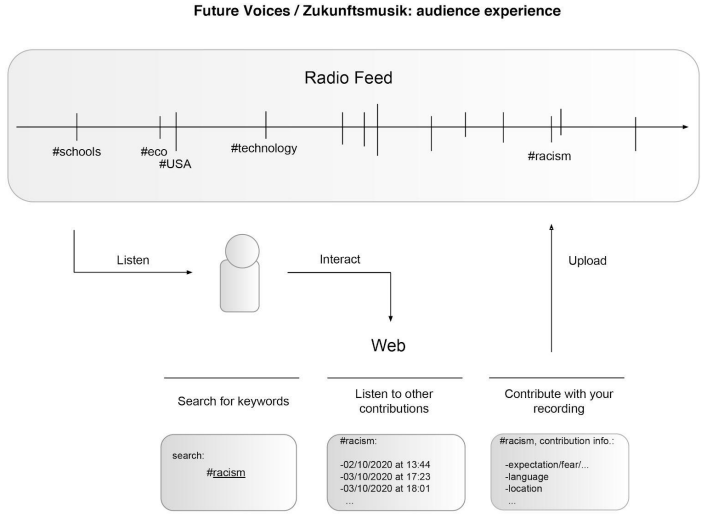 Future Voices / Zukunftsmusik: audience experience
Radio Feed
#schools
#eco
#USA
#technology
#racism
Listen
Interact
Upload
Web
Search for keywords
Listen to other
contributions
Contribute with your
recording
search:
#racism
#racism:
-02/10/2020 at 13:44
-03/10/2020 at 17:23
-03/10/2020 at 18:01
...
#racism, contribution info.:
-expectation/fear/...
-language
-location
...